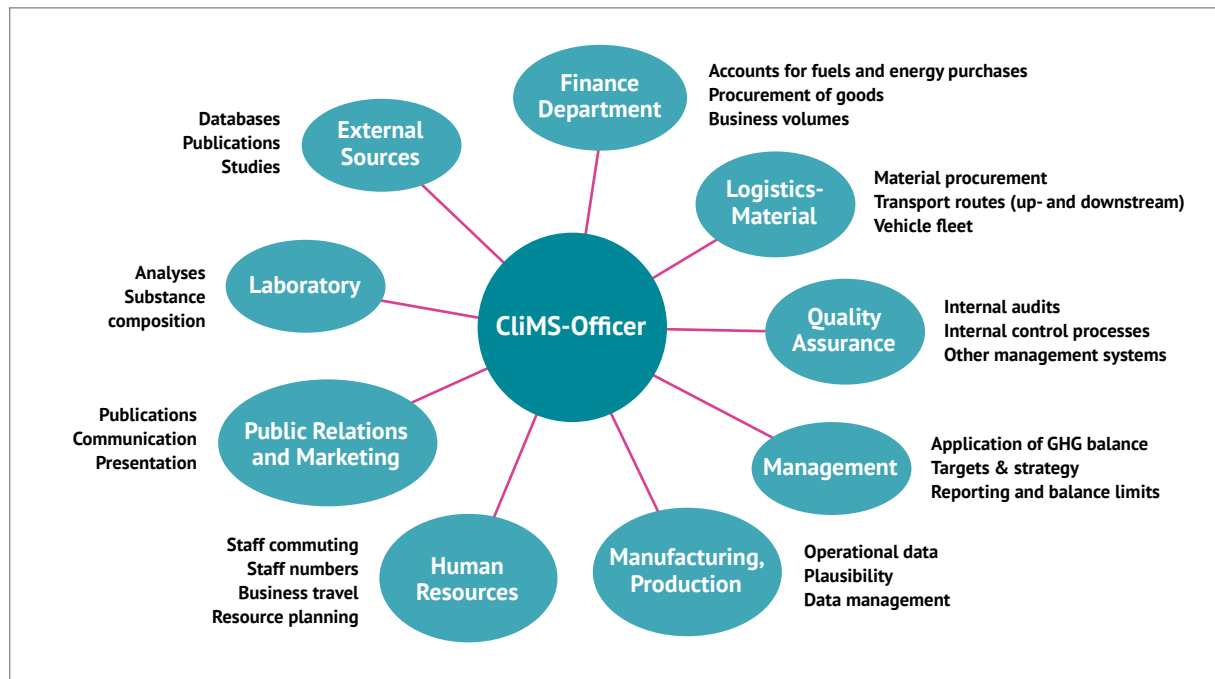 Finance
Department
Accounts for fuels and energy purchases
Procurement of goods
Business volumes
Databases
Publications
Studies
External
Sources
Logistics-
Material
Material procurement
Transport routes (up- and downstream)
Vehicle fleet
Analyses
Substance
composition
Laboratory
CliMS-Officer
Quality
Assurance
Internal audits
Internal control processes
Other management systems
Publications
Communication
Presentation
Public Relations
and Marketing
Management
Application of GHG balance
Targets & strategy
Reporting and balance limits
Staff commuting
Staff numbers
Business travel
Resource planning
Human
Resources
Manufacturing,
Production
Operational data
Plausibility
Data management